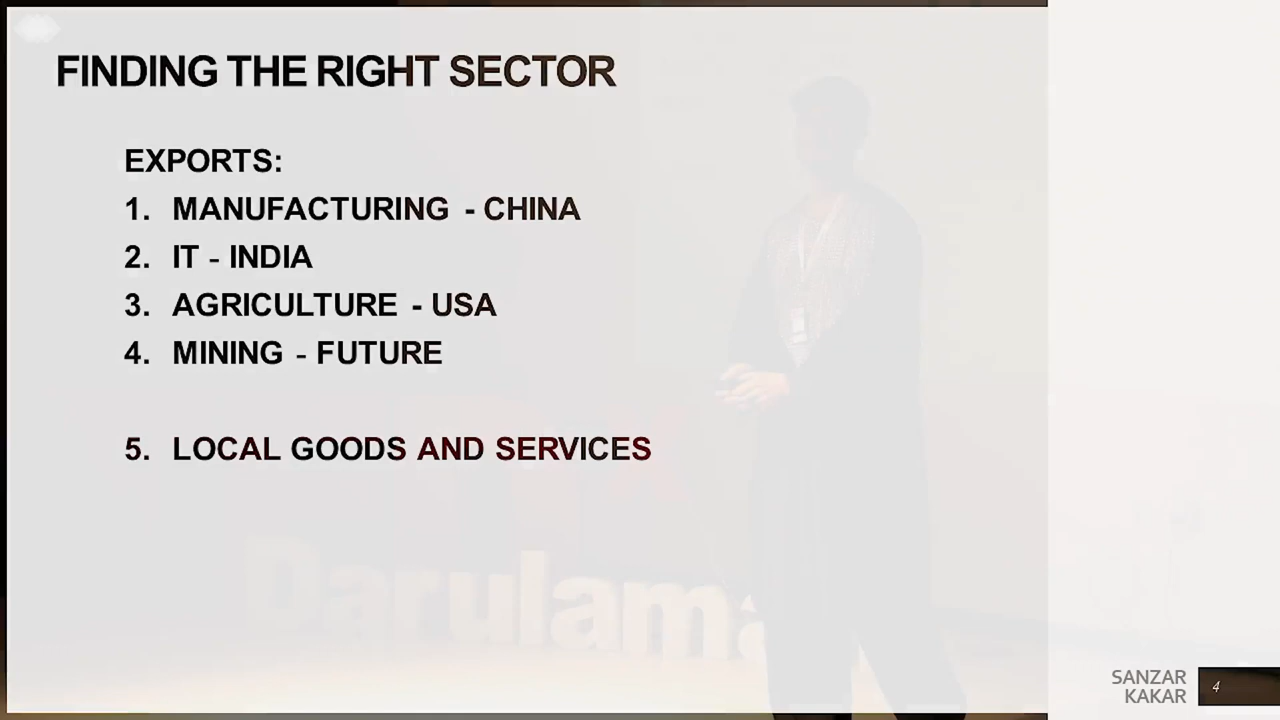 FINDING THE RIGHT SECTOR
EXPORTS:
1. MANUFACTURING - CHINA
2. IT - INDIA
3. AGRICULTURE - USA
4. MINING - FUTURE
5. LOCAL GOODS AND SERVICES
Darulama
SANZAR
KAKAR
4